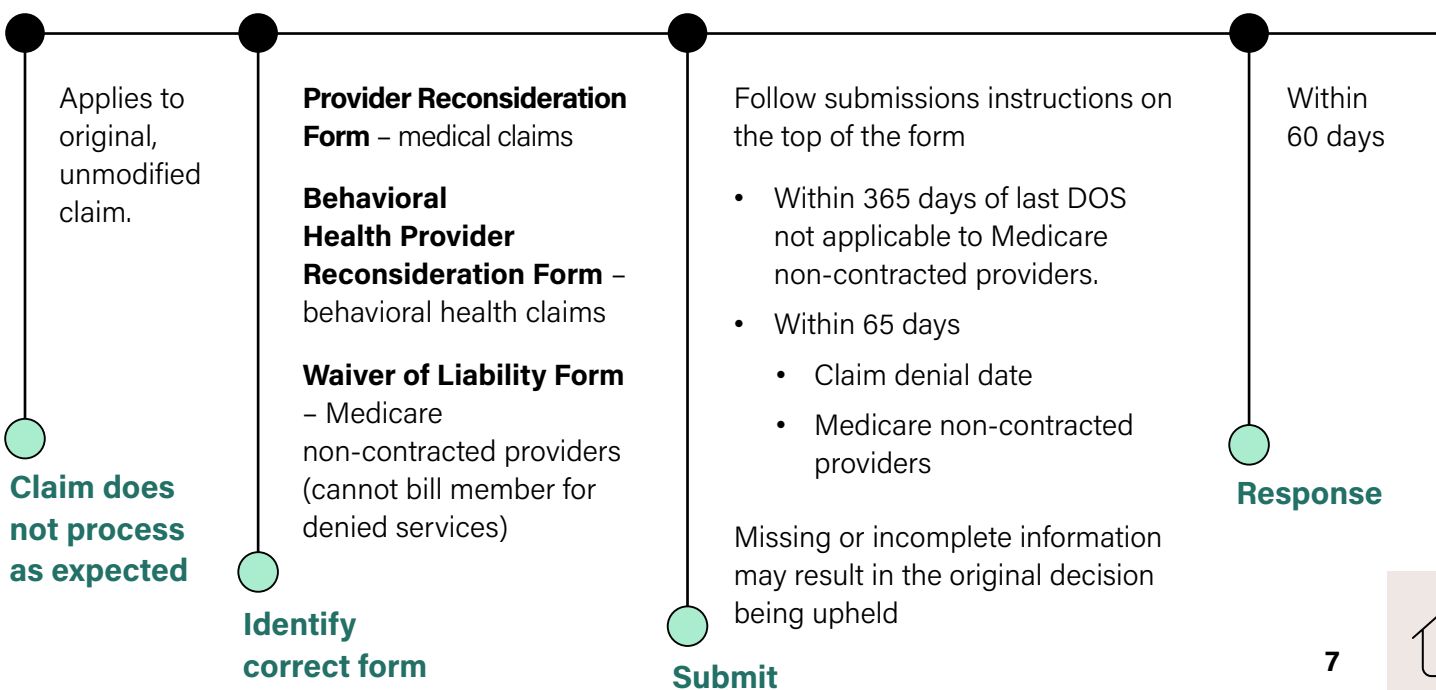 Applies to
original,
unmodified
claim.
Claim does
not process
as expected
Provider Reconsideration
Form – medical claims
Behavioral
Health Provider
Reconsideration Form –
behavioral health claims
Waiver of Liability Form
– Medicare
non-contracted providers
(cannot bill member for
denied services)
Identify
correct form
Follow submissions instructions on
the top of the form
• Within 365 days of last DOS
not applicable to Medicare
non-contracted providers.
• Within 65 days
• Claim denial date
• Medicare non-contracted
providers
Missing or incomplete information
may result in the original decision
being upheld
Submit
Within
60 days
Response
7